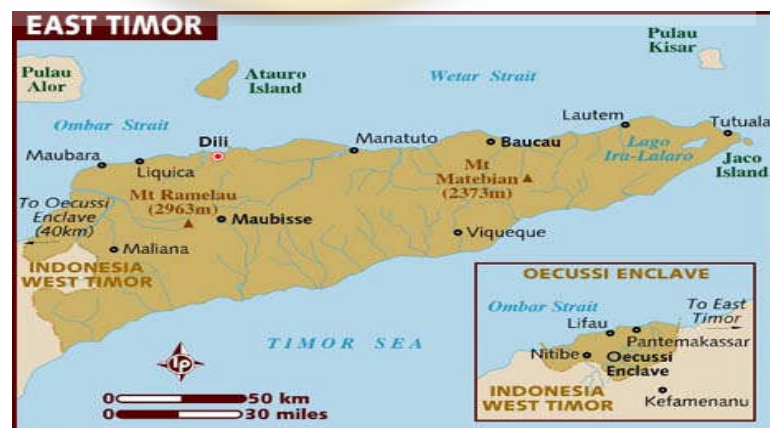 EAST TIMOR
Pulau
Kisar
Pulau
Alor
Atauro
Island
Wetar Strait
Ombar Strait
Dili
Manatuto
Baucau
Lautem
Tutuala
Maubara
Liquica
Lago
Ira-Lalaro
Jaco
Island
Mt
Matebian
(2373m)
Mt Ramelau
(2963m)
To Oecussi
Enclave
(40km)
Maubisse
Viqueque
Maliana
INDONESIA
WEST TIMOR
TIMOR SEA
lp
0 50 km
0 30 miles
OECUSSI ENCLAVE
Ombar Strait
To East
Timor
Lifau
Pantemakassar
Nitibe
Oecussi
Enclave
INDONESIA
WEST TIMOR
Kefamenanu